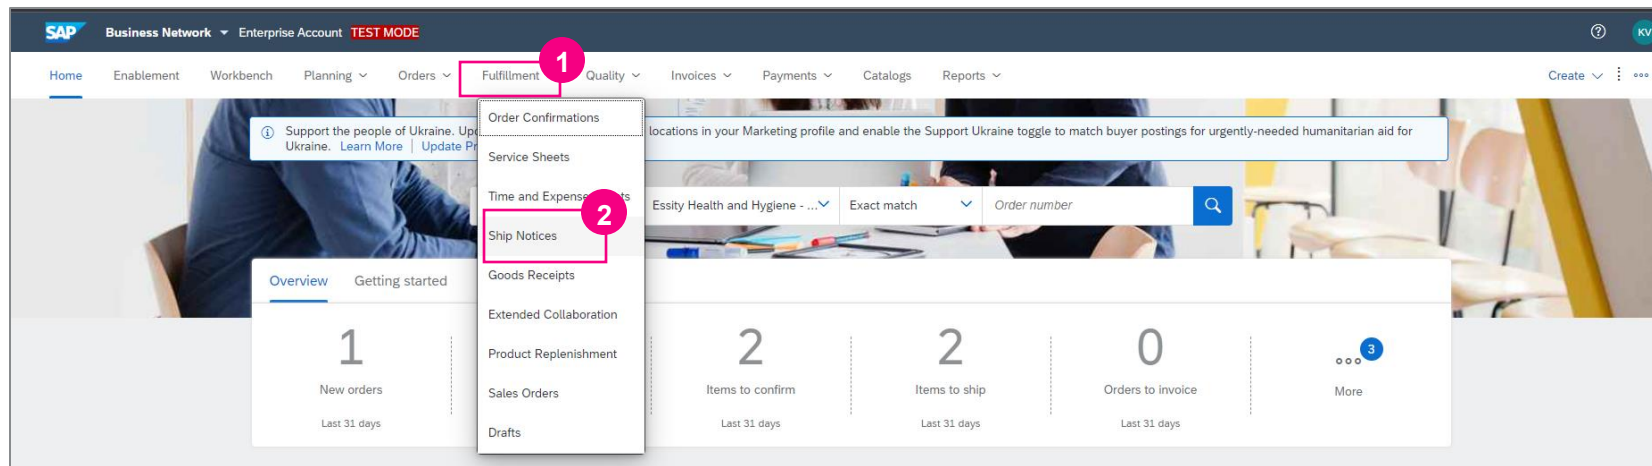 SAP Business Network Enterprise Account TEST MODE KV
1
Home Enablement Workbench Planning Orders Fulfillment Quality Invoices Payments Catalogs Reports Create
Order Confirmations
Support the people of Ukraine. locations in your Marketing profile and enable the Support Ukraine toggle to match buyer postings for urgently-needed humanitarian aid for
Ukraine. Learn More | Update
Service Sheets
Time and Expense
2
Essity Health and Hygiene - ... Exact match Order number
Ship Notices
Goods Receipts
Overview Getting started
Extended Collaboration
1 2 2 0 3
Product Replenishment
New orders Items to confirm Items to ship Orders to invoice More
Sales Orders
Last 31 days Last 31 days Last 31 days Last 31 days
Drafts